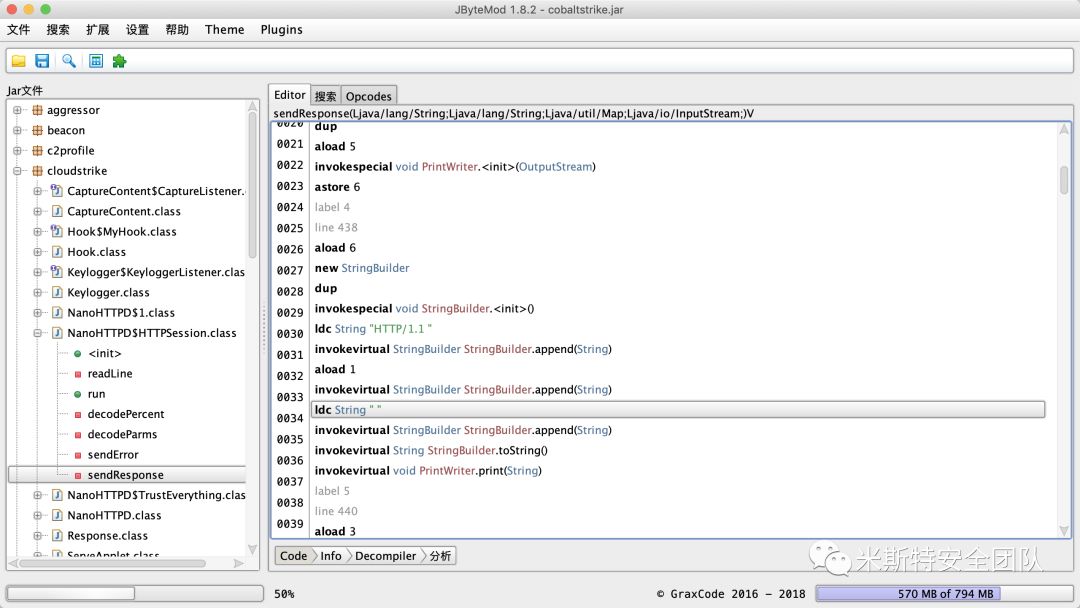 JByteMod 1.8.2 - cobaltstrike.jar
文件 搜索 扩展 设置 帮助 Theme Plugins
Jar文件
aggressor
beacon
c2profile
cloudstrike
CaptureContent$CaptureListener.
CaptureContent.class
Hook$MyHook.class
Hook.class
Keylogger$KeyloggerListener.clas
Keylogger.class
NanoHTTPD$1.class
NanoHTTPD$HTTPSession.class
<init>
readLine
run
decodePercent
decodeParms
sendError
sendResponse
NanoHTTPD$TrustEverything.clas
NanoHTTPD.class
Response.class
ServeApplet.class
Editor 搜索 Opcodes
sendResponse(Ljava/lang/String;Ljava/lang/String;Ljava/util/Map;Ljava/io/InputStream;)V
0020 dup
0021 aload 5
0022 invokespecial void PrintWriter.<init>(OutputStream)
0023 astore 6
0024 label 4
0025 line 438
0026 aload 6
0027 new StringBuilder
0028 dup
0029 invokespecial void StringBuilder.<init>()
0030 ldc String "HTTP/1.1 "
0031 invokevirtual StringBuilder StringBuilder.append(String)
0032 aload 1
0033 invokevirtual StringBuilder StringBuilder.append(String)
0034 ldc String " "
0035 invokevirtual StringBuilder StringBuilder.append(String)
0036 invokevirtual String StringBuilder.toString()
0037 invokevirtual void PrintWriter.print(String)
0038 label 5
0039 line 440
aload 3
Code Info Decompiler 分析
米斯特安全团队
50%
© GraxCode 2016 - 2018
570 MB of 794 MB